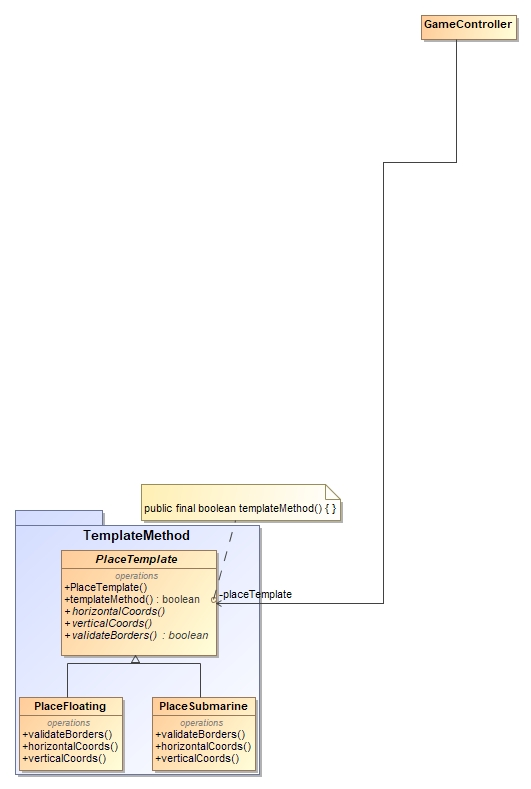 GameController
public final boolean templateMethod() { }
TemplateMethod
PlaceTemplate
operations
+PlaceTemplate()
+templateMethod() : boolean
-placeTemplate
+horizontalCoords()
+verticalCoords()
+validateBorders() : boolean
PlaceFloating
operations
+validateBorders()
+horizontalCoords()
+verticalCoords()
PlaceSubmarine
operations
+validateBorders()
+horizontalCoords()
+verticalCoords()